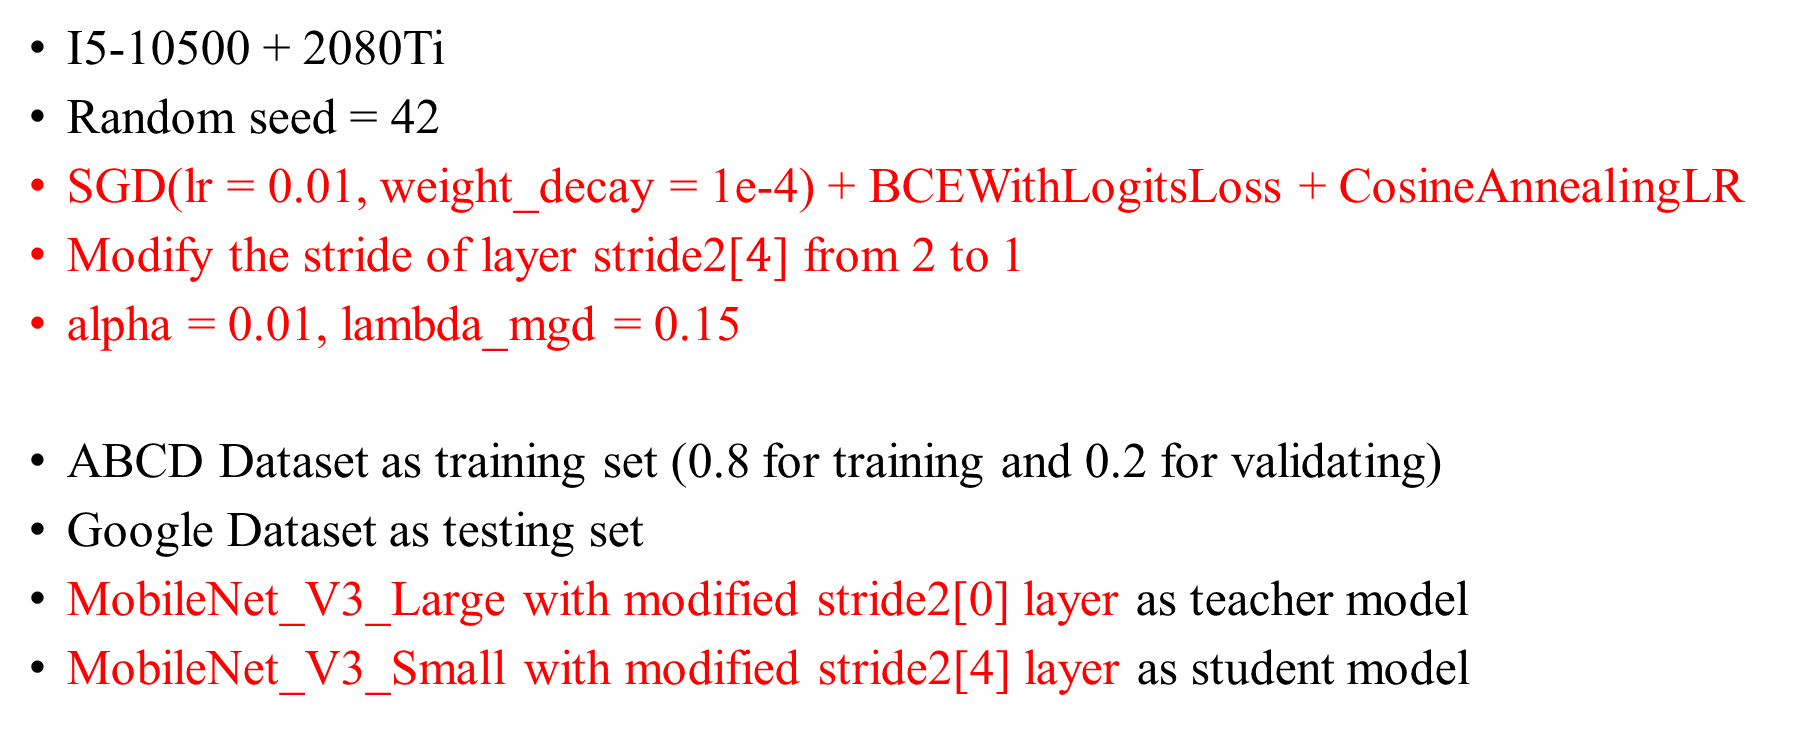 • I5-10500 + 2080Ti
• Random seed = 42
• SGD(lr = 0.01, weight_decay = 1e-4) + BCEWithLogitsLoss + CosineAnnealingLR
• Modify the stride of layer stride2[4] from 2 to 1
• alpha = 0.01, lambda_mgd = 0.15
• ABCD Dataset as training set (0.8 for training and 0.2 for validating)
• Google Dataset as testing set
• MobileNet_V3_Large with modified stride2[0] layer as teacher model
• MobileNet_V3_Small with modified stride2[4] layer as student model